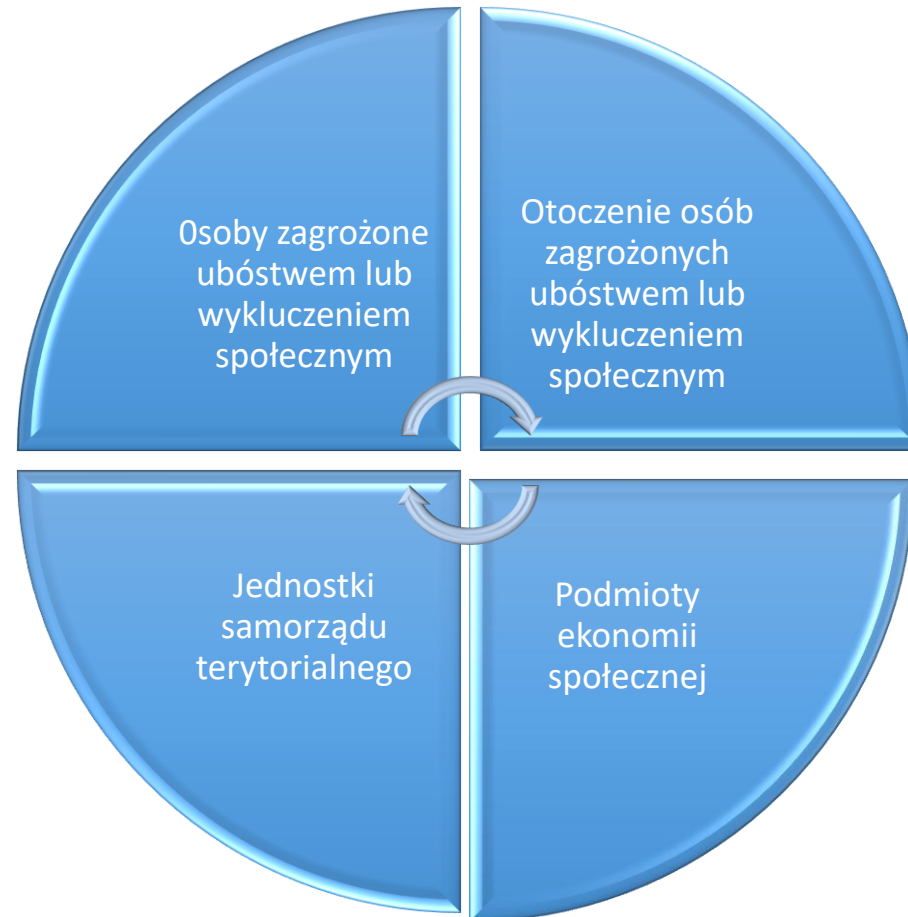 0soby zagrożone
ubóstwem lub
wykluczeniem
społecznym
Otoczenie osób
zagrożonych
ubóstwem lub
wykluczeniem
społecznym
Jednostki
samorządu
terytorialnego
Podmioty
ekonomii
społecznej